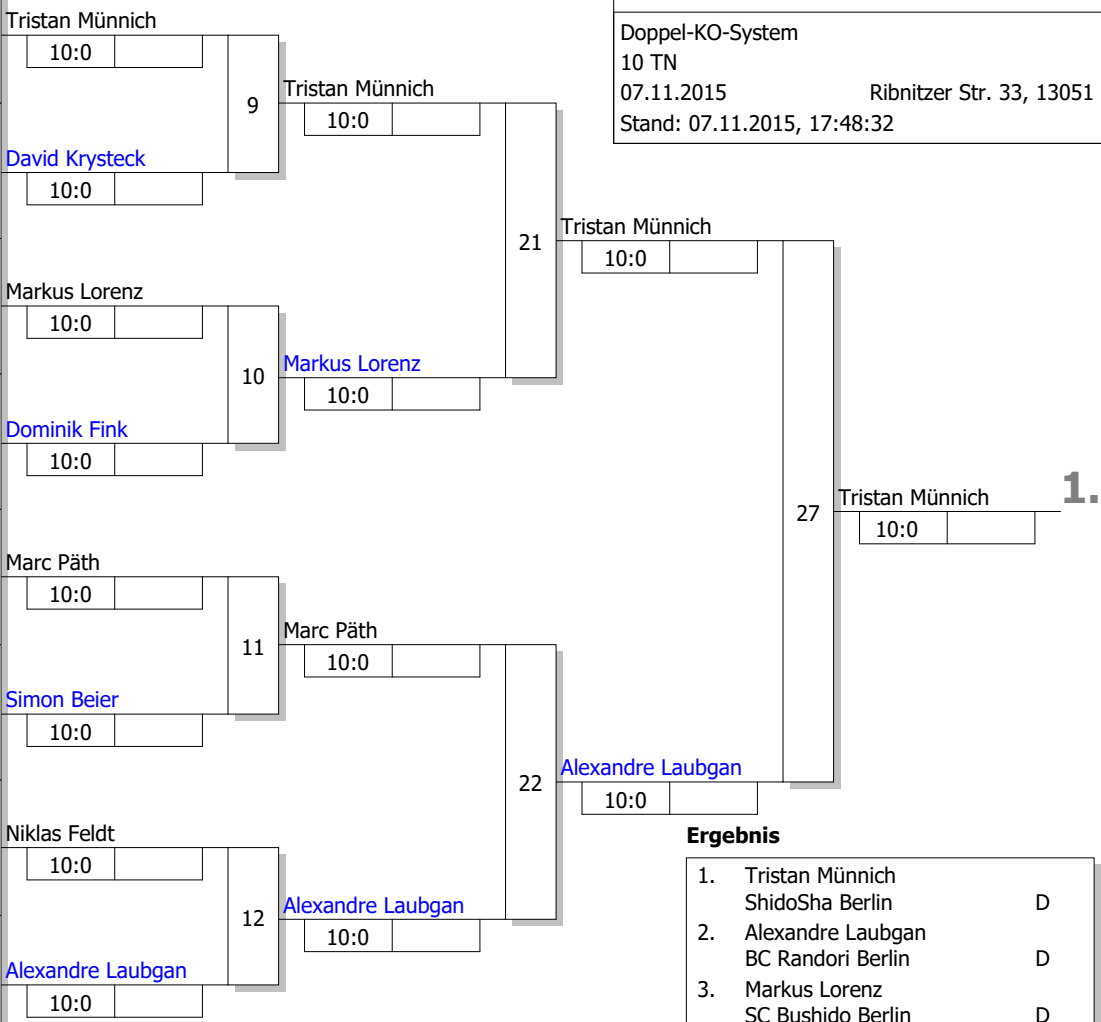 Doppel-KO-System
10 TN
07.11.2015 Ribnitzer Str. 33, 13051
Stand: 07.11.2015, 17:48:32
Tristan Münnich
10:0
9
David Krysteck
10:0
Markus Lorenz
10:0
10
Dominik Fink
10:0
Marc Päth
10:0
11
Simon Beier
10:0
Niklas Feldt
10:0
12
Alexandre Laubgan
10:0
Tristan Münnich
10:0
21
Markus Lorenz
10:0
Marc Päth
10:0
22
Alexandre Laubgan
10:0
Tristan Münnich
10:0
27
Alexandre Laubgan
10:0
Tristan Münnich 1.
10:0
Ergebnis
1. Tristan Münnich
ShidoSha Berlin D
2. Alexandre Laubgan
BC Randori Berlin D
3. Markus Lorenz
SC Bushido Berlin D